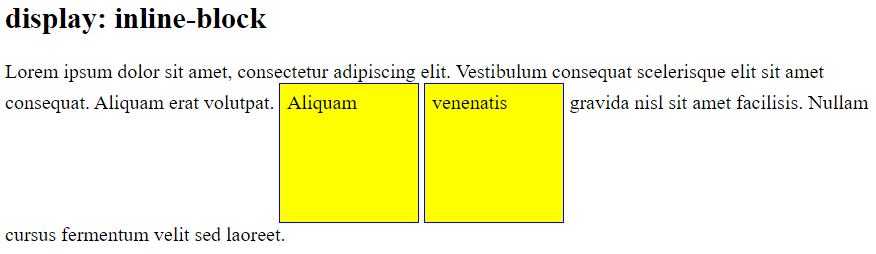 display: inline-block
Lorem ipsum dolor sit amet, consectetur adipiscing elit. Vestibulum consequat scelerisque elit sit amet
consequat. Aliquam erat volutpat. Aliquam venenatis gravida nisl sit amet facilisis. Nullam
cursus fermentum velit sed laoreet.